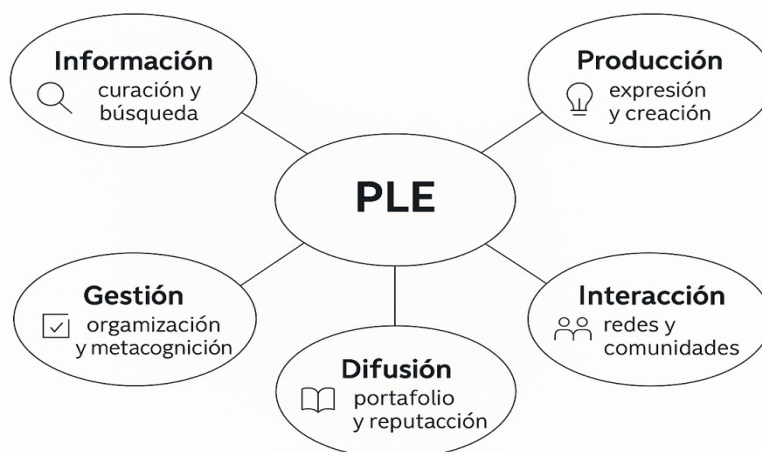 Información
curación y
búsqueda
Producción
expresión
y creación
PLE
Gestión
orgamización
y metacognición
Interacción
redes y
comunidades
Difusión
portafolio
y reputacción